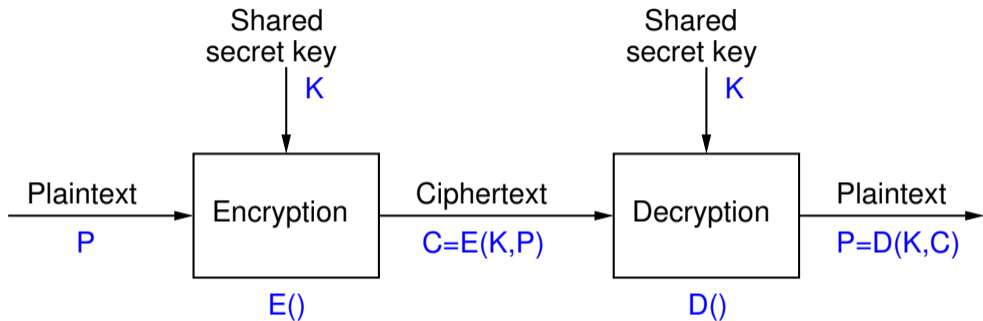 Shared
secret key
K
Shared
secret key
K
Plaintext
P
Encryption
E()
Ciphertext
C=E(K,P)
Decryption
D()
Plaintext
P=D(K,C)